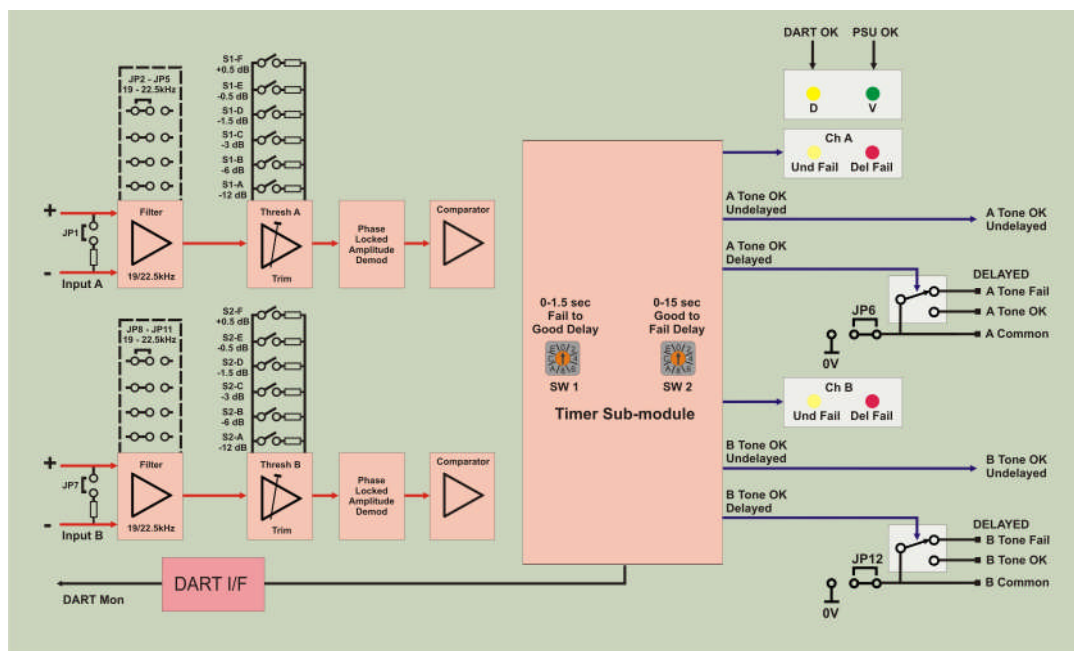 DART OK
PSU OK
D
V
JP2 - JP5
19 - 22.5kHz
S1-F
+0.5 dB
S1-E
-0.5 dB
S1-D
-1.5 dB
S1-C
-3 dB
S1-B
-6 dB
S1-A
-12 dB
Ch A
Und Fail
Del Fail
+
JP1
-
Input A
Filter
19/22.5kHz
Thresh A
Trim
Phase
Locked
Amplitude
Demod
Comparator
A Tone OK
Undelayed
A Tone OK
Undelayed
A Tone OK
Delayed
DELAYED
A Tone Fail
A Tone OK
A Common
JP6
0V
0-1.5 sec
Fail to
Good Delay
SW 1
0-15 sec
Good to
Fail Delay
SW 2
Timer Sub-module
JP8 - JP11
19 - 22.5kHz
S2-F
+0.5 dB
S2-E
-0.5 dB
S2-D
-1.5 dB
S2-C
-3 dB
S2-B
-6 dB
S2-A
-12 dB
Ch B
Und Fail
Del Fail
+
JP7
-
Input B
Filter
19/22.5kHz
Thresh B
Trim
Phase
Locked
Amplitude
Demod
Comparator
B Tone OK
Undelayed
B Tone OK
Undelayed
B Tone OK
Delayed
DELAYED
B Tone Fail
B Tone OK
B Common
JP12
0V
DART I/F
DART Mon